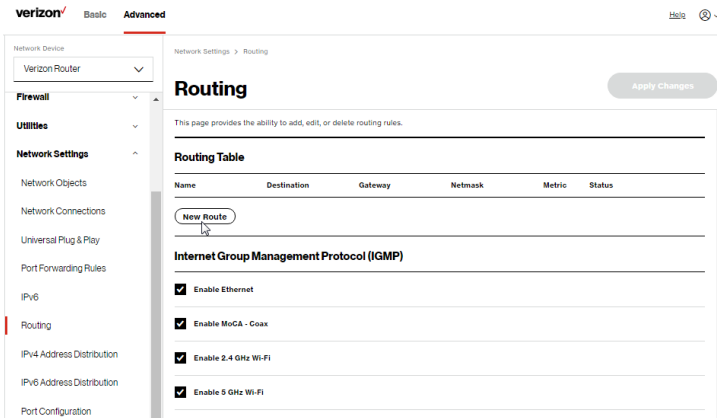 verizon✓ Basic Advanced Help
Network Device
Verizon Router
Firewall
Utilities
Network Settings
Network Objects
Network Connections
Universal Plug & Play
Port Forwarding Rules
IPv6
Routing
IPv4 Address Distribution
IPv6 Address Distribution
Port Configuration
Network Settings > Routing
Routing
Apply Changes
This page provides the ability to add, edit, or delete routing rules.
Routing Table
Name Destination Gateway Netmask Metric Status
New Route
Internet Group Management Protocol (IGMP)
Enable Ethernet
Enable MoCA - Coax
Enable 2.4 GHz Wi-Fi
Enable 5 GHz Wi-Fi